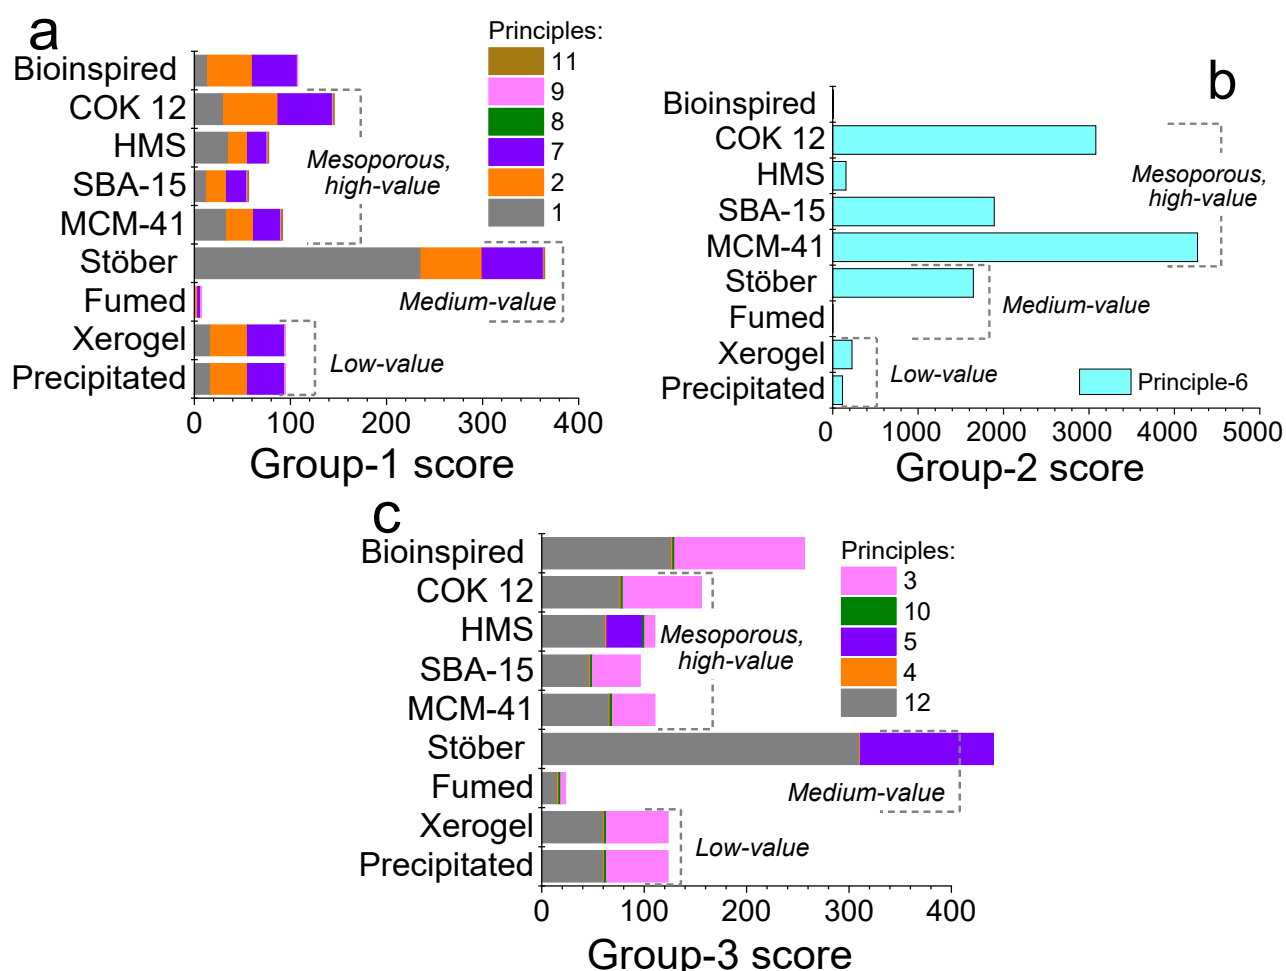 a
Principles:
11
9
8
7
2
1
Bioinspired
COK 12
HMS
SBA-15
MCM-41
Stöber
Fumed
Xerogel
Precipitated
Mesoporous,
high-value
Medium-value
Low-value
0 100 200 300 400
Group-1 score
b
Bioinspired
COK 12
HMS
SBA-15
MCM-41
Stöber
Fumed
Xerogel
Precipitated
Mesoporous,
high-value
Medium-value
Low-value
Principle-6
0 1000 2000 3000 4000 5000
Group-2 score
c
Bioinspired
COK 12
HMS
SBA-15
MCM-41
Stöber
Fumed
Xerogel
Precipitated
Principles:
3
10
5
4
12
Mesoporous,
high-value
Medium-value
Low-value
0 100 200 300 400
Group-3 score